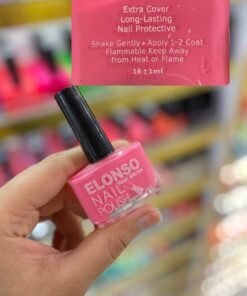 Extra Cover
Long-Lasting
Nail Protective
Shake Gently • Apply 1-2 Coat
Flammable Keep Away
from Heat or Flame
16±1ml
ELONSO
NAIL
POLISH